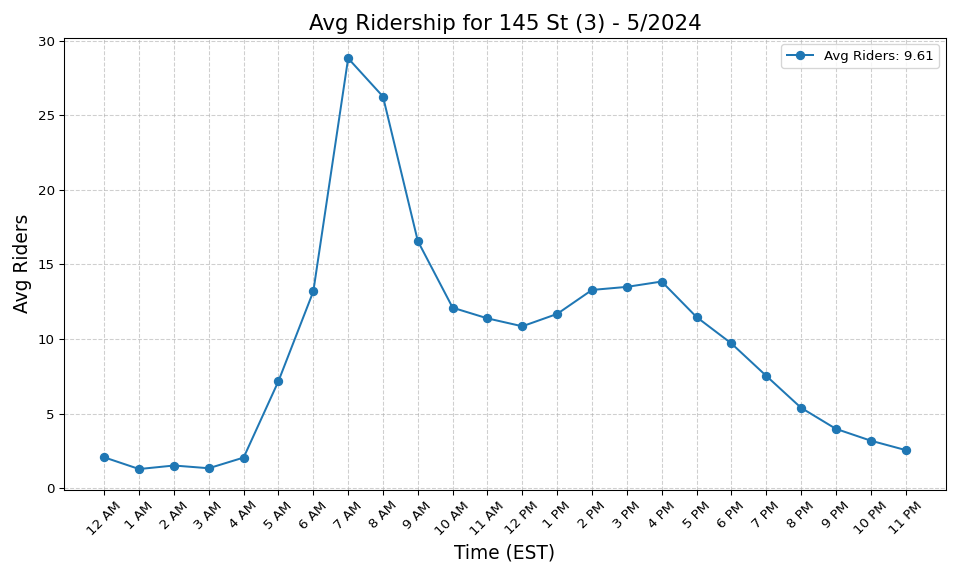 Avg Ridership for 145 St (3) - 5/2024
Avg Riders: 9.61
Avg Riders
30
25
20
15
10
5
0
12 AM
1 AM
2 AM
3 AM
4 AM
5 AM
6 AM
7 AM
8 AM
9 AM
10 AM
11 AM
12 PM
1 PM
2 PM
3 PM
4 PM
5 PM
6 PM
7 PM
8 PM
9 PM
10 PM
11 PM
Time (EST)